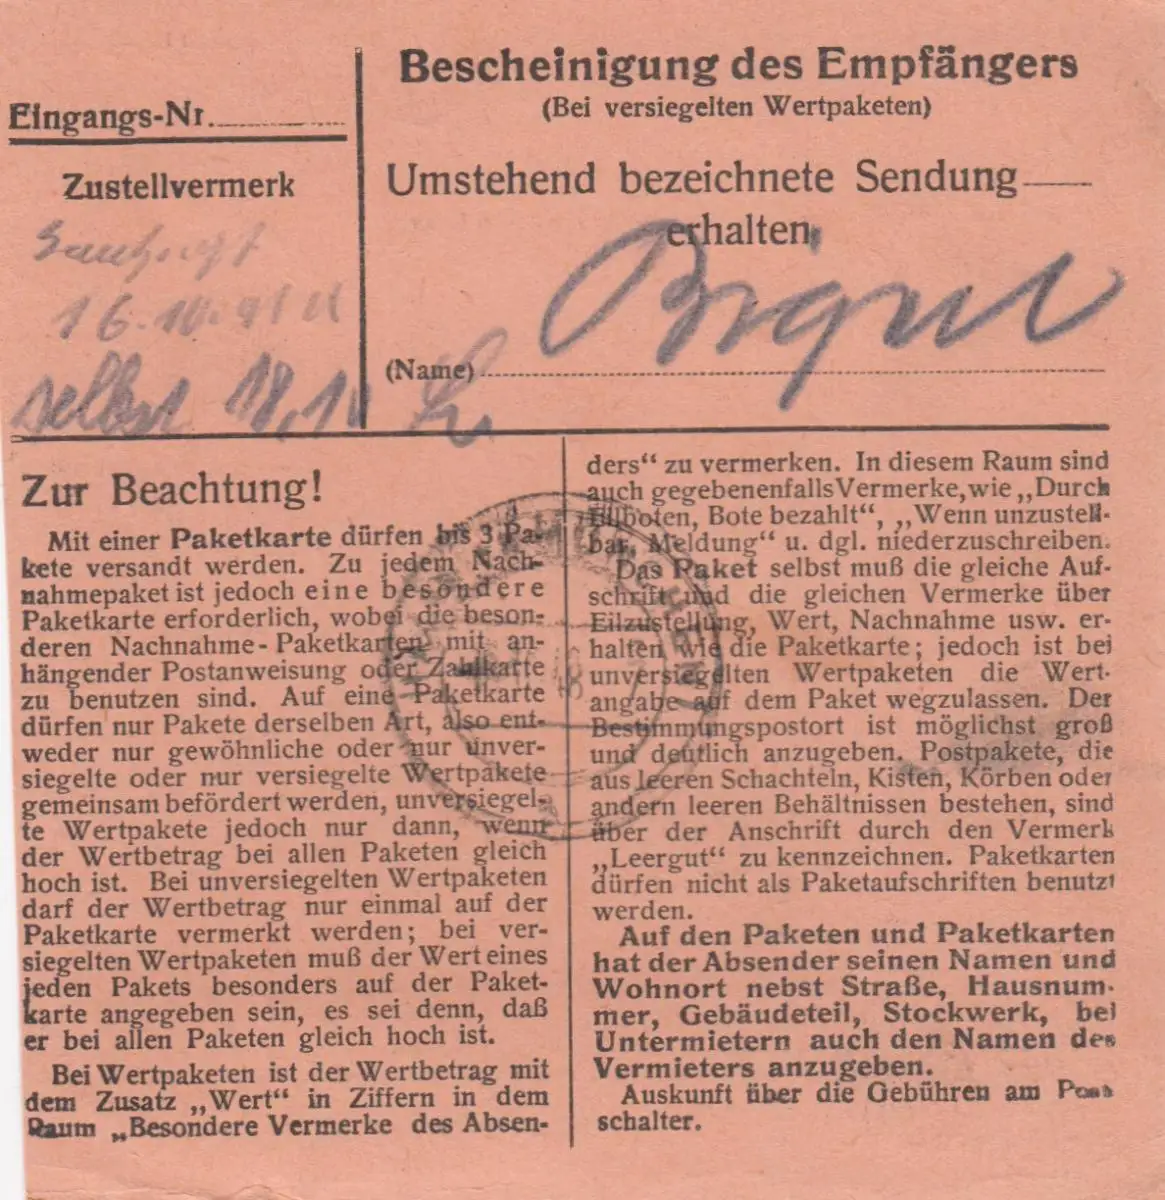 Eingangs-Nr.
Zustellvermerk
16.10.
selbst 18.10
Bescheinigung des Empfängers
(Bei versiegelten Wertpaketen)
Umstehend bezeichnete Sendung
erhalten.
(Name)
Zur Beachtung!
Mit einer Paketkarte dürfen bis 3 Pa-
kete versandt werden. Zu jedem Nach-
nahmepaket ist jedoch eine besondere
Paketkarte erforderlich, wobei die beson-
deren Nachnahme-Paketkarten mit an-
hängender Postanweisung oder Zahlkarte
zu benutzen sind. Auf eine Paketkarte
dürfen nur Pakete derselben Art, also ent-
weder nur gewöhnliche oder nur unver-
siegelte oder nur versiegelte Wertpakete
gemeinsam befördert werden, unversiegel-
te Wertpakete jedoch nur dann, wenn
der Wertbetrag bei allen Paketen gleich
hoch ist. Bei unversiegelten Wertpaketen
darf der Wertbetrag nur einmal auf der
Paketkarte vermerkt werden; bei ver-
siegelten Wertpaketen muß der Wert eines
jeden Pakets besonders auf der Paket-
karte angegeben sein, es sei denn, daß
er bei allen Paketen gleich hoch ist.
Bei Wertpaketen ist der Wertbetrag mit
dem Zusatz „Wert“ in Ziffern in dem
Raum „Besondere Vermerke des Absen-
ders“ zu vermerken. In diesem Raum sind
auch gegebenenfalls Vermerke, wie „Durch
Eilboten, Bote bezahlt“, „Wenn unzustell-
bar, Meldung“ u. dgl. niederzuschreiben.
Das Paket selbst muß die gleiche Auf-
schrift und die gleichen Vermerke über
Eilzustellung, Wert, Nachnahme usw. er-
halten wie die Paketkarte; jedoch ist bei
unversiegelten Wertpaketen die Wert-
angabe auf dem Paket wegzulassen. Der
Bestimmungspostort ist möglichst groß
und deutlich anzugeben. Postpakete, die
aus leeren Schachteln, Kisten, Körben oder
andern leeren Behältnissen bestehen, sind
über der Anschrift durch den Vermerk
„Leergut“ zu kennzeichnen. Paketkarten
dürfen nicht als Paketaufschriften benutzt
werden.
Auf den Paketen und Paketkarten
hat der Absender seinen Namen und
Wohnort nebst Straße, Hausnum-
mer, Gebäudeteil, Stockwerk, bei
Untermietern auch den Namen des
Vermieters anzugeben.
Auskunft über die Gebühren am Post
schalter.